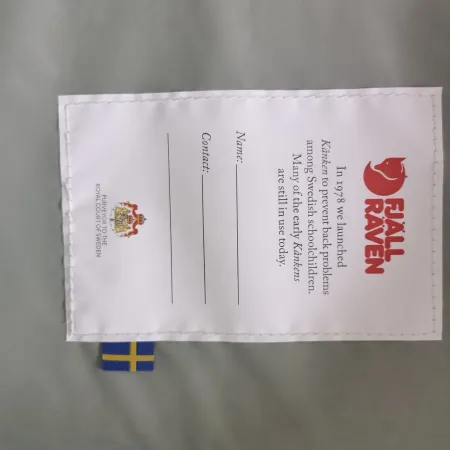 FJÄLL
RÄVEN
In 1978 we launched
Kånken to prevent back problems
among Swedish schoolchildren.
Many of the early Kånkens
are still in use today.
Name:
Contact:
PURVEYOR TO THE
ROYAL COURT OF SWEDEN